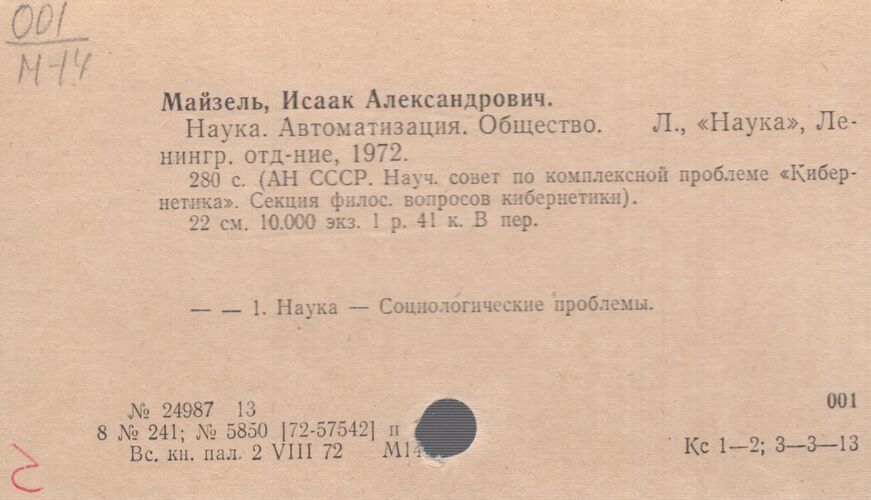 001
М-14
Майзель, Исаак Александрович.
Наука. Автоматизация. Общество. Л., «Наука», Ле-
нингр. отд-ние, 1972.
280 с. (АН СССР. Науч. совет по комплексной проблеме «Кибер-
нетика». Секция филос. вопросов кибернетики).
22 см. 10.000 экз. 1 р. 41 к. В пер.
— — 1. Наука — Социологические проблемы.
№ 24987 13
001
8 № 241; № 5850 [72-57542] п
Вс. кн. пал. 2 VIII 72 М14
Кс 1—2; 3—3—13